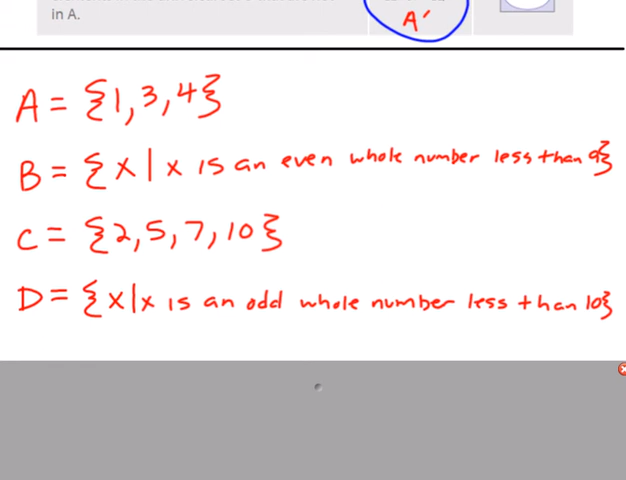 in A.
A'
A = {1, 3, 4}
B = {x | x is an even whole number less than 9}
C = {2, 5, 7, 10}
D = {x | x is an odd whole number less than 10}